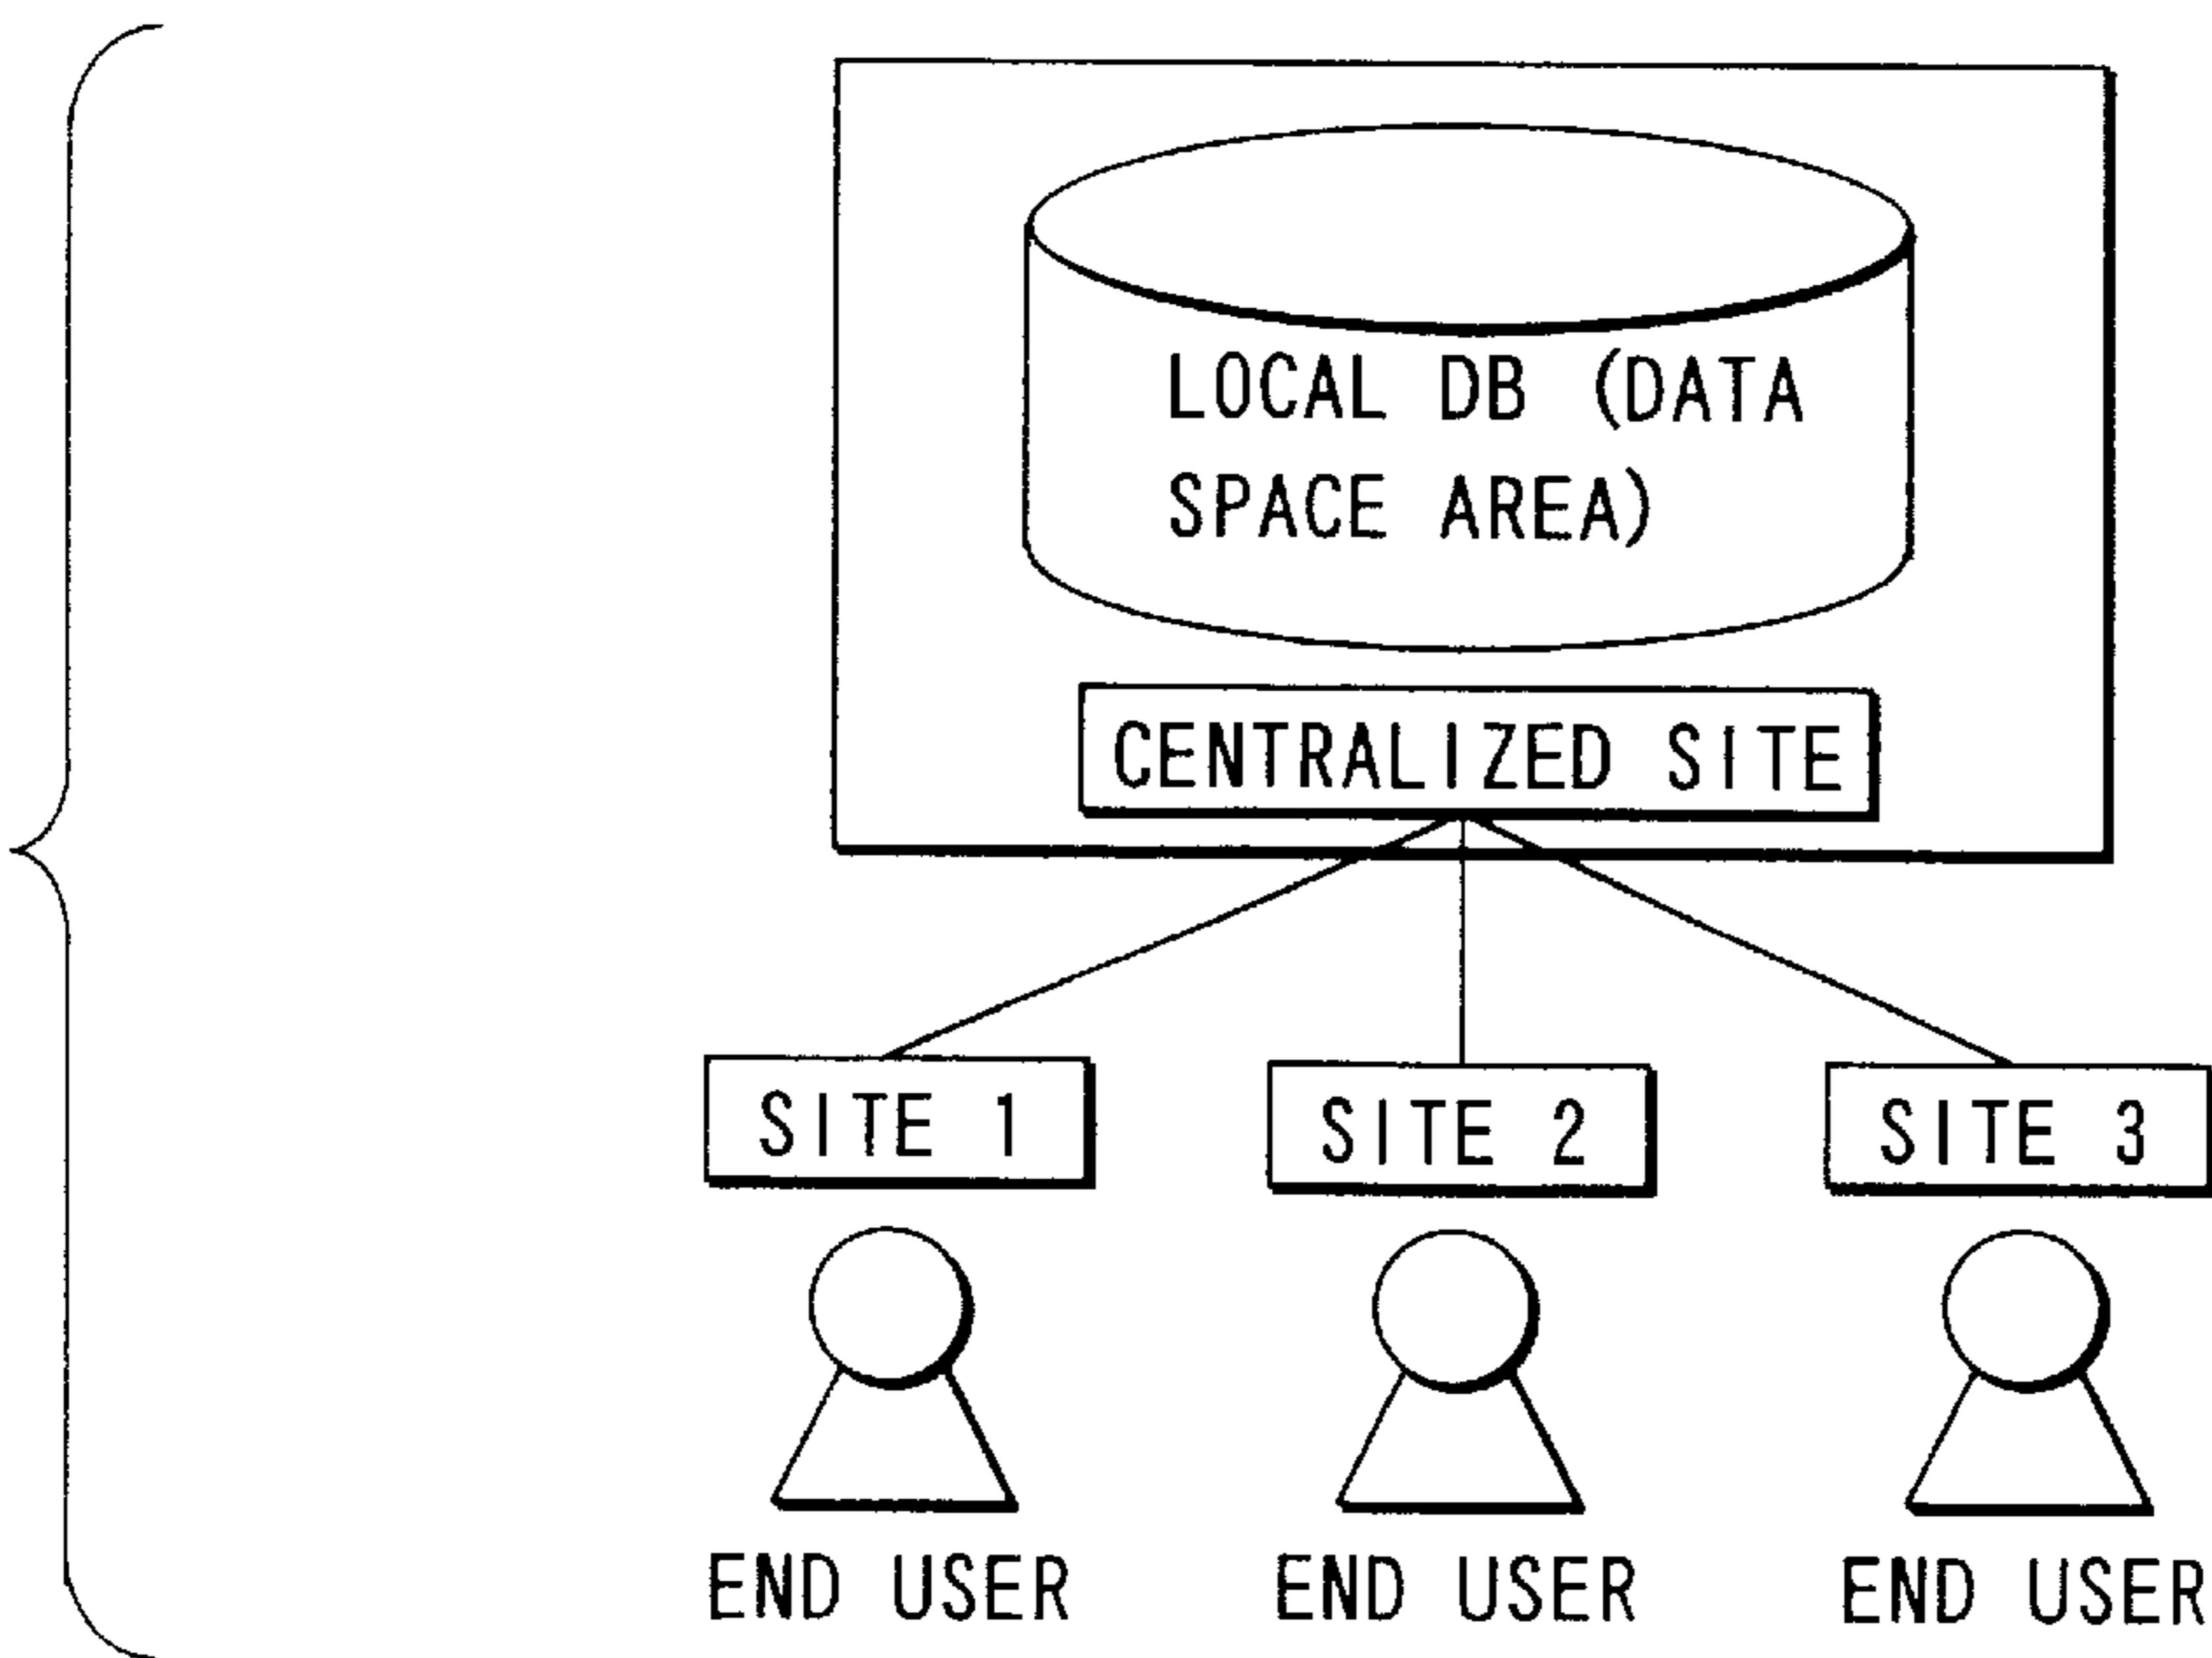 LOCAL DB (DATA
SPACE AREA)
CENTRALIZED SITE
SITE 1
SITE 2
SITE 3
END USER
END USER
END USER